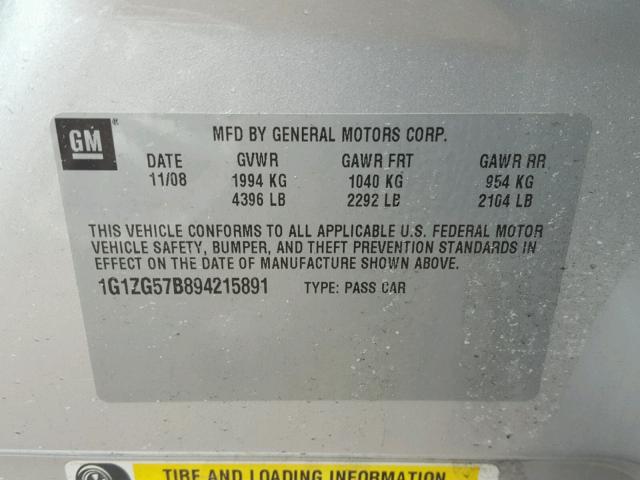 GM ®
MFD BY GENERAL MOTORS CORP.
DATE GVWR GAWR FRT GAWR RR
11/08 1994 KG 1040 KG 954 KG
4396 LB 2292 LB 2104 LB
THIS VEHICLE CONFORMS TO ALL APPLICABLE U.S. FEDERAL MOTOR
VEHICLE SAFETY, BUMPER, AND THEFT PREVENTION STANDARDS IN
EFFECT ON THE DATE OF MANUFACTURE SHOWN ABOVE.
1G1ZG57B894215891 TYPE: PASS CAR
TIRE AND LOADING INFORMATION